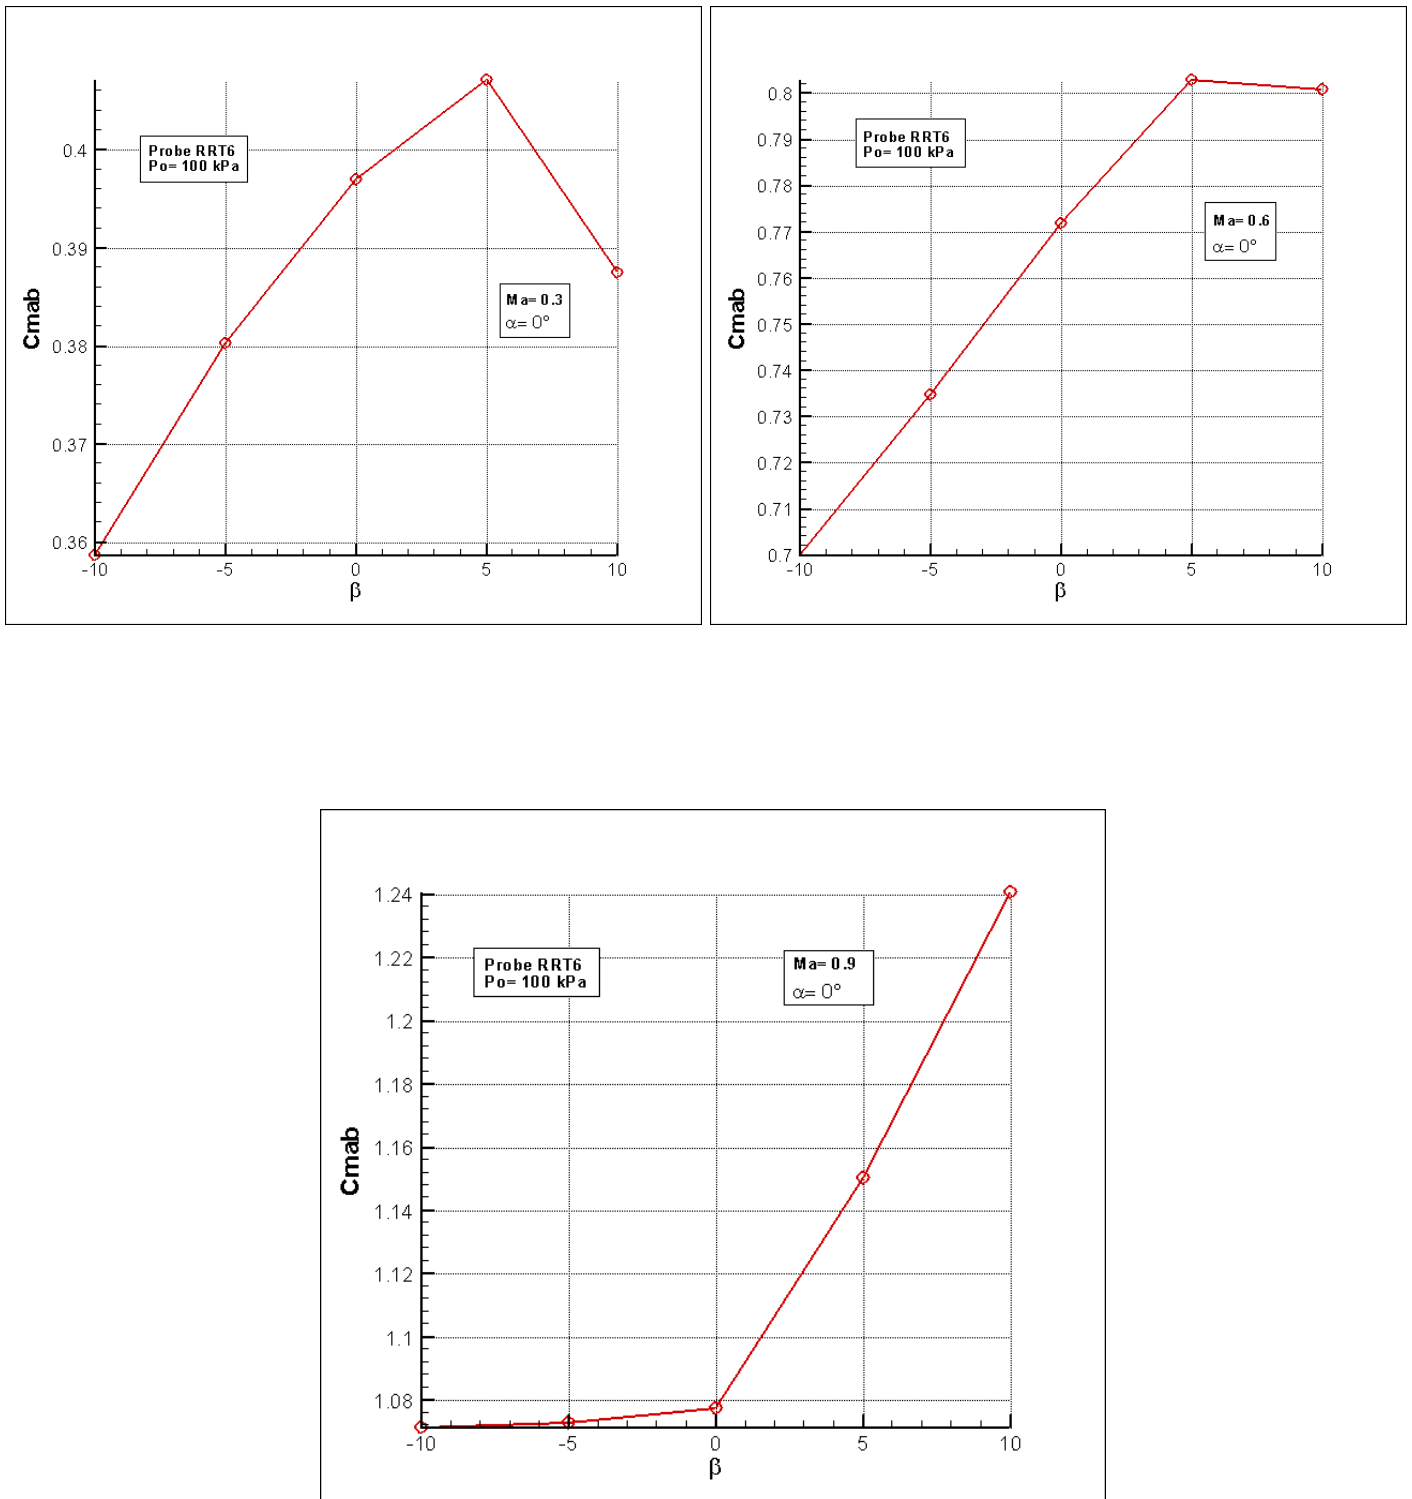 0.4
0.39
0.38
0.37
0.36
Cmab
Probe RRT6
Po= 100 kPa
Ma= 0.3
α= 0°
-10 -5 0 5 10
β
0.8
0.79
0.78
0.77
0.76
0.75
0.74
0.73
0.72
0.71
0.7
Cmab
Probe RRT6
Po= 100 kPa
Ma= 0.6
α= 0°
-10 -5 0 5 10
β
1.24
1.22
1.2
1.18
1.16
1.14
1.12
1.1
1.08
Cmab
Probe RRT6
Po= 100 kPa
Ma= 0.9
α= 0°
-10 -5 0 5 10
β